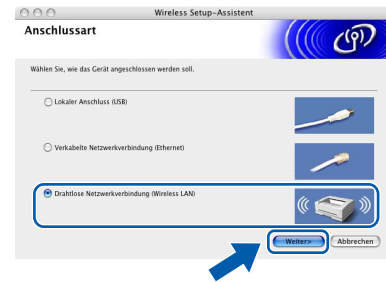 Wireless Setup-Assistent
Anschlussart
Wählen Sie, wie das Gerät angeschlossen werden soll.
Lokaler Anschluss (USB)
Verkabelte Netzwerkverbindung (Ethernet)
Drahtlose Netzwerkverbindung (Wireless LAN)
Weiter> Abbrechen